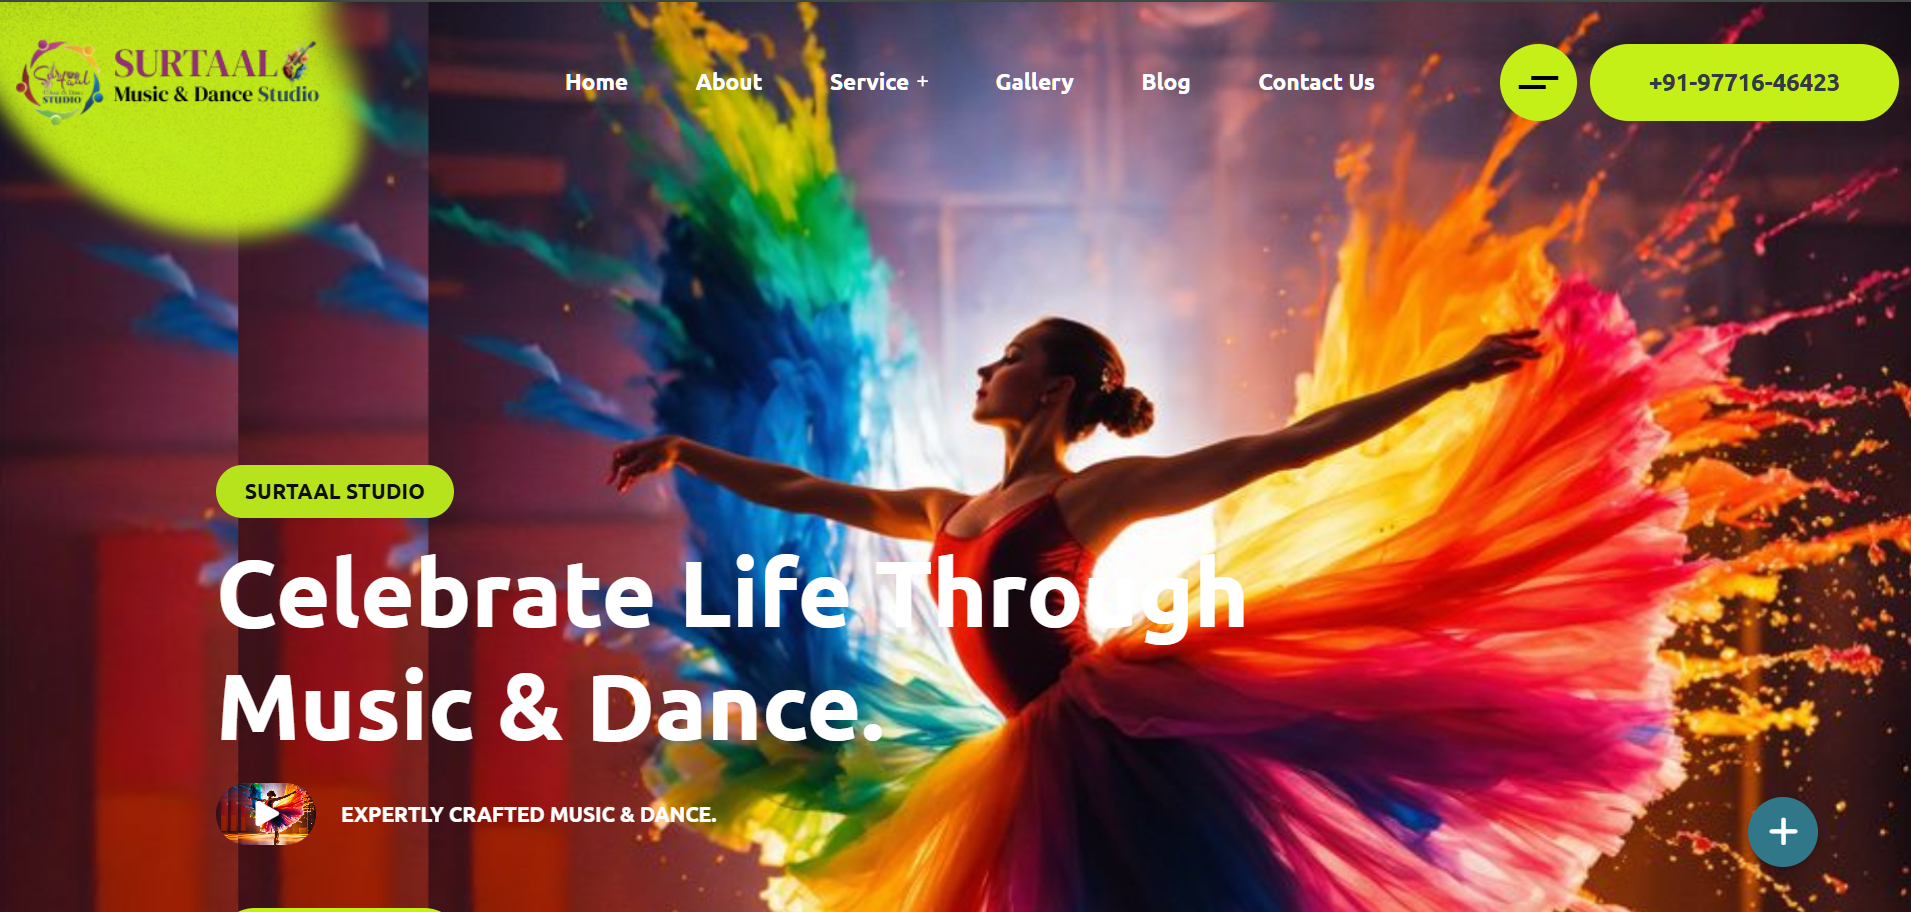 SURTAAL
Music & Dance Studio
STUDIO
Home
About
Service +
Gallery
Blog
Contact Us
+91-97716-46423
SURTAAL STUDIO
Celebrate Life Through
Music & Dance.
EXPERTLY CRAFTED MUSIC & DANCE.